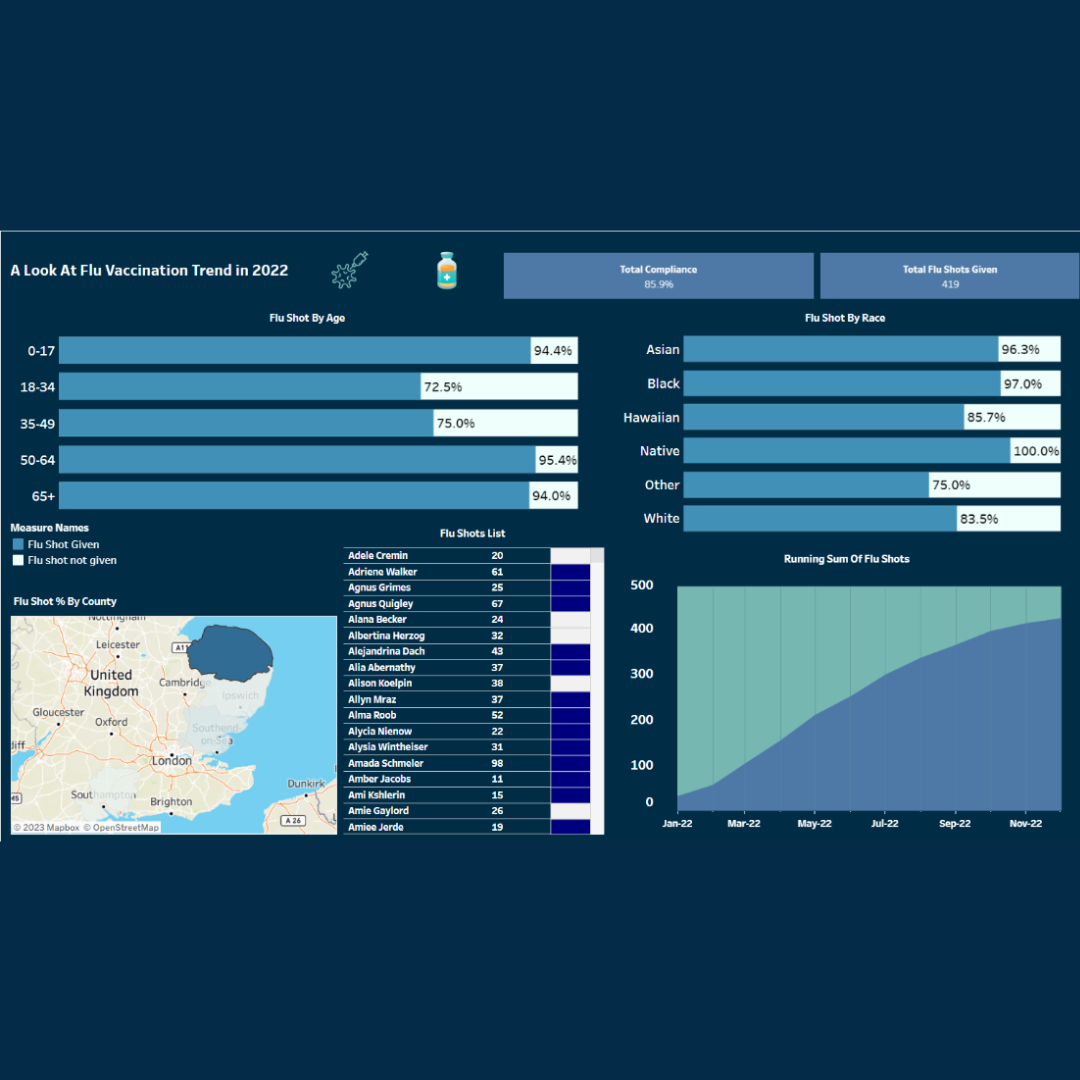 A Look At Flu Vaccination Trend in 2022
Total Compliance
85.9%
Total Flu Shots Given
419
Flu Shot By Age
0-17
94.4%
18-34
72.5%
35-49
75.0%
50-64
95.4%
65+
94.0%
Flu Shot By Race
Asian
96.3%
Black
97.0%
Hawaiian
85.7%
Native
100.0%
Other
75.0%
White
83.5%
Measure Names
Flu Shot Given
Flu shot not given
Flu Shot % By County
Nottingham
Leicester
A11
United
Kingdom
Cambridg
Ipswich
Gloucester
Oxford
Southend
on-Sea
diff
London
Southampton
Brighton
Dunkirk
A 26
© 2023 Mapbox © OpenStreetMap
Flu Shots List
Adele Cremin 20
Adriene Walker 61
Agnus Grimes 25
Agnus Quigley 67
Alana Becker 24
Albertina Herzog 32
Alejandrina Dach 43
Alia Abernathy 37
Alison Koelpin 38
Allyn Mraz 37
Alma Roob 52
Alycia Nienow 22
Alysia Wintheiser 31
Amada Schmeler 98
Amber Jacobs 11
Ami Kshlerin 15
Amie Gaylord 26
Amiee Jerde 19
Running Sum Of Flu Shots
500
400
300
200
100
0
Jan-22 Mar-22 May-22 Jul-22 Sep-22 Nov-22